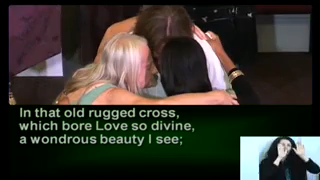 In that old rugged cross,
which bore Love so divine,
a wondrous beauty I see;